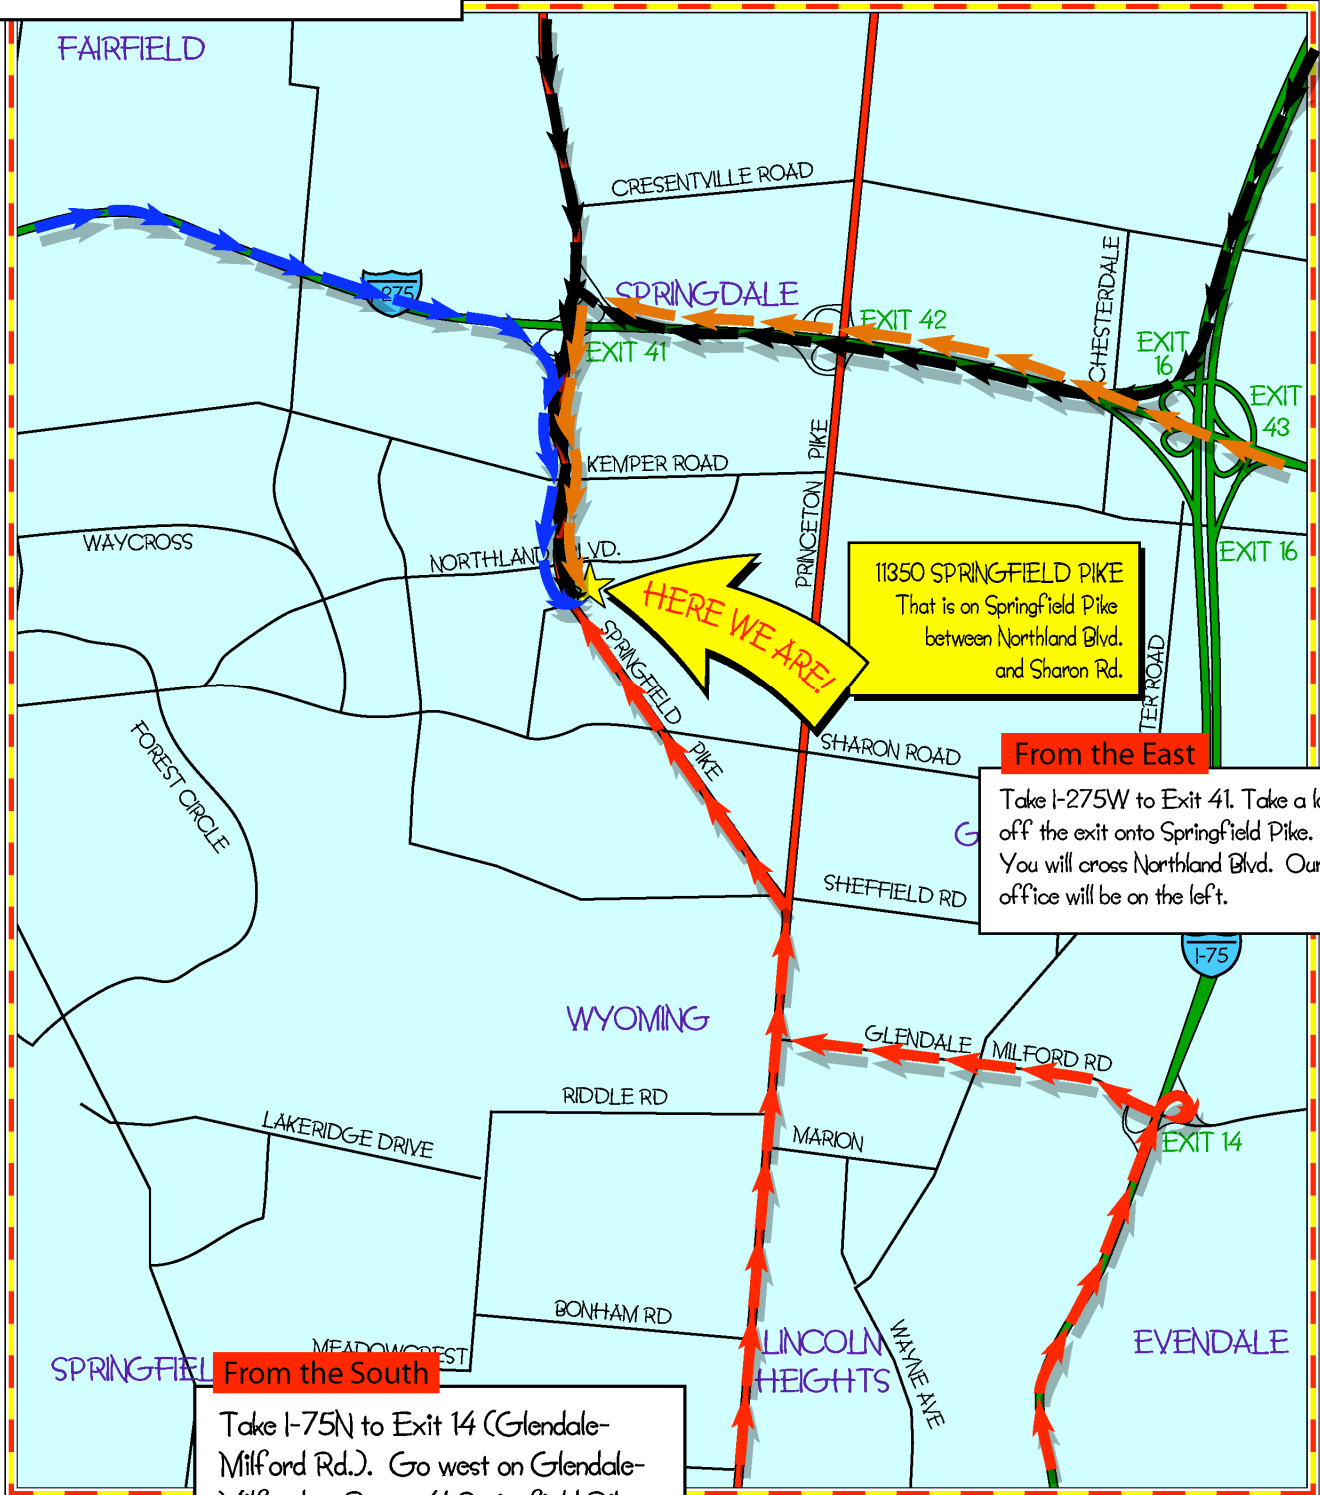 FAIRFIELD
CRESENTVILLE ROAD
CHESTERDALE
SPRINGDALE
EXIT 42
EXIT 41
EXIT
16
EXIT
43
KEMPER ROAD
PRINCETON PIKE
WAYCROSS
NORTHLAND
EXIT 16
HERE WE ARE!
11350 SPRINGFIELD PIKE
That is on Springfield Pike
between Northland Blvd.
and Sharon Rd.
SPRINGFIELD PIKE
ROAD
FOREST CIRCLE
SHARON ROAD
From the East
Take I-275W to Exit 41. Take a
off the exit onto Springfield Pike.
You will cross Northland Blvd. Our
office will be on the left.
SHEFFIELD RD
I-75
WYOMING
GLENDALE MILFORD RD
RIDDLE RD
LAKERIDGE DRIVE
MARION
EXIT 14
BONHAM RD
LINCOLN
HEIGHTS
WAYNE AVE
EVENDALE
From the South
Take I-75N to Exit 14 (Glendale-
Milford Rd.). Go west on Glendale-